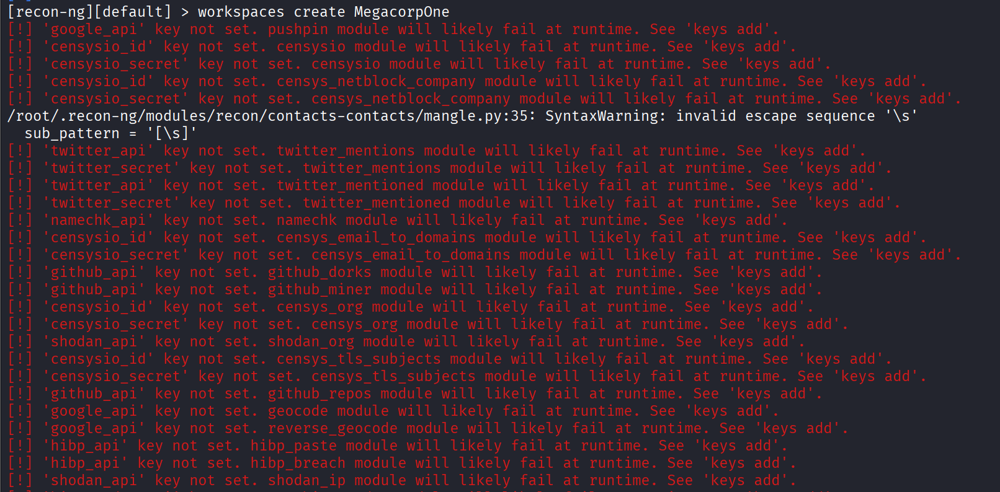 [recon-ng][default] > workspaces create MegacorpOne
[!] 'google_api' key not set. pushpin module will likely fail at runtime. See 'keys add'.
[!] 'censysio_id' key not set. censysio module will likely fail at runtime. See 'keys add'.
[!] 'censysio_secret' key not set. censysio module will likely fail at runtime. See 'keys add'.
[!] 'censysio_id' key not set. censys_netblock_company module will likely fail at runtime. See 'keys add'.
[!] 'censysio_secret' key not set. censys_netblock_company module will likely fail at runtime. See 'keys add'.
/root/.recon-ng/modules/recon/contacts-contacts/mangle.py:35: SyntaxWarning: invalid escape sequence '\s'
  sub_pattern = '[\s]'
[!] 'twitter_api' key not set. twitter_mentions module will likely fail at runtime. See 'keys add'.
[!] 'twitter_secret' key not set. twitter_mentions module will likely fail at runtime. See 'keys add'.
[!] 'twitter_api' key not set. twitter_mentioned module will likely fail at runtime. See 'keys add'.
[!] 'twitter_secret' key not set. twitter_mentioned module will likely fail at runtime. See 'keys add'.
[!] 'namechk_api' key not set. namechk module will likely fail at runtime. See 'keys add'.
[!] 'censysio_id' key not set. censys_email_to_domains module will likely fail at runtime. See 'keys add'.
[!] 'censysio_secret' key not set. censys_email_to_domains module will likely fail at runtime. See 'keys add'.
[!] 'github_api' key not set. github_dorks module will likely fail at runtime. See 'keys add'.
[!] 'github_api' key not set. github_miner module will likely fail at runtime. See 'keys add'.
[!] 'censysio_id' key not set. censys_org module will likely fail at runtime. See 'keys add'.
[!] 'censysio_secret' key not set. censys_org module will likely fail at runtime. See 'keys add'.
[!] 'shodan_api' key not set. shodan_org module will likely fail at runtime. See 'keys add'.
[!] 'censysio_id' key not set. censys_tls_subjects module will likely fail at runtime. See 'keys add'.
[!] 'censysio_secret' key not set. censys_tls_subjects module will likely fail at runtime. See 'keys add'.
[!] 'github_api' key not set. github_repos module will likely fail at runtime. See 'keys add'.
[!] 'google_api' key not set. geocode module will likely fail at runtime. See 'keys add'.
[!] 'google_api' key not set. reverse_geocode module will likely fail at runtime. See 'keys add'.
[!] 'hibp_api' key not set. hibp_paste module will likely fail at runtime. See 'keys add'.
[!] 'hibp_api' key not set. hibp_breach module will likely fail at runtime. See 'keys add'.
[!] 'shodan_api' key not set. shodan_ip module will likely fail at runtime. See 'keys add'.